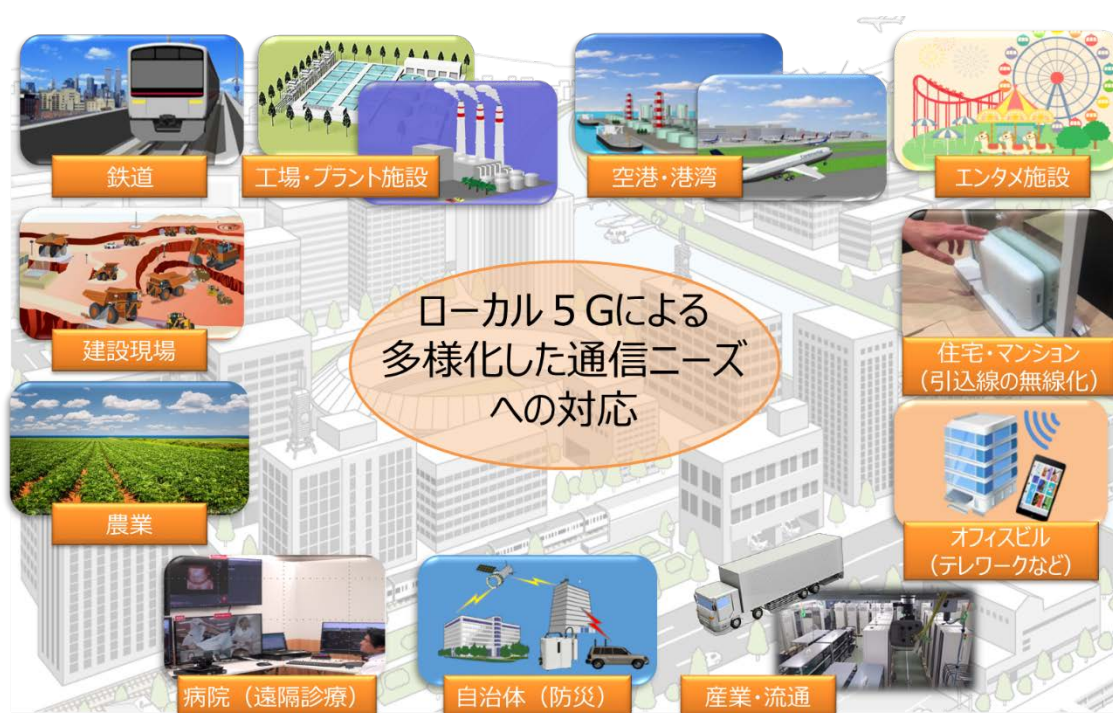 鉄道
工場・プラント施設
空港・港湾
エンタメ施設
建設現場
ローカル５Gによる
多様化した通信ニーズ
への対応
住宅・マンション
(引込線の無線化)
農業
オフィスビル
(テレワークなど)
病院（遠隔診療）
自治体（防災）
産業・流通